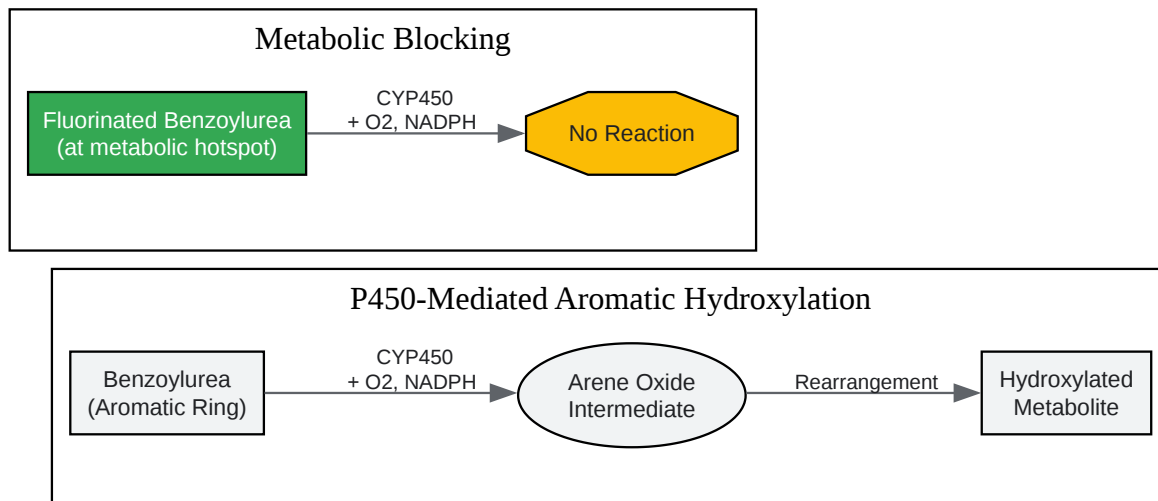 Metabolic Blocking
Fluorinated Benzoylurea
(at metabolic hotspot)
CYP450
+ O2, NADPH
No Reaction
P450-Mediated Aromatic Hydroxylation
Benzoylurea
(Aromatic Ring)
CYP450
+ O2, NADPH
Arene Oxide
Intermediate
Rearrangement
Hydroxylated
Metabolite